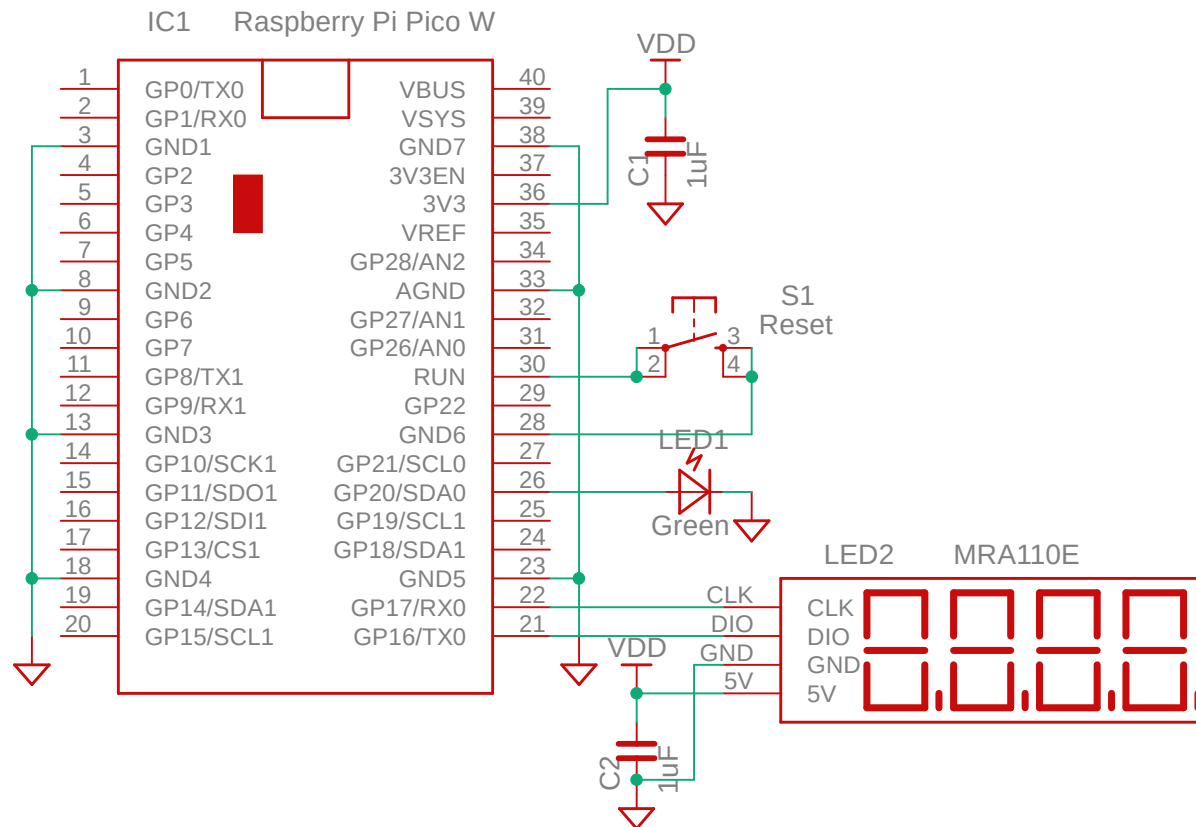 IC1 Raspberry Pi Pico W
1 GP0/TX0 VBUS 40
2 GP1/RX0 VSYS 39
3 GND1 GND7 38
4 GP2 3V3EN 37
5 GP3 3V3 36
6 GP4 VREF 35
7 GP5 GP28/AN2 34
8 GND2 AGND 33
9 GP6 GP27/AN1 32
10 GP7 GP26/AN0 31
11 GP8/TX1 RUN 30
12 GP9/RX1 GP22 29
13 GND3 GND6 28
14 GP10/SCK1 GP21/SCL0 27
15 GP11/SDO1 GP20/SDA0 26
16 GP12/SDI1 GP19/SCL1 25
17 GP13/CS1 GP18/SDA1 24
18 GND4 GND5 23
19 GP14/SDA1 GP17/RX0 22
20 GP15/SCL1 GP16/TX0 21
VDD
C1
1uF
S1
Reset
1 3
2 4
LED1
Green
LED2 MRA110E
CLK CLK
DIO DIO
GND GND
5V 5V
8.8.8.8.
VDD
C2
1uF